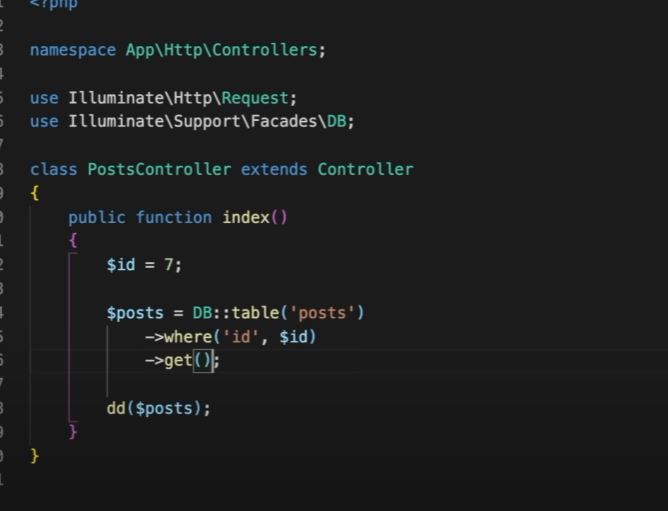 <?php
namespace App\Http\Controllers;
use Illuminate\Http\Request;
use Illuminate\Support\Facades\DB;
class PostsController extends Controller
{
public function index()
{
$id = 7;
$posts = DB::table('posts')
->where('id', $id)
->get();
dd($posts);
}
}